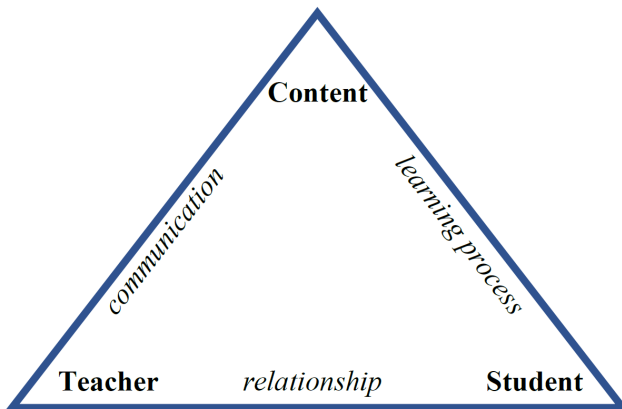 Content
communication
learning process
Teacher
relationship
Student